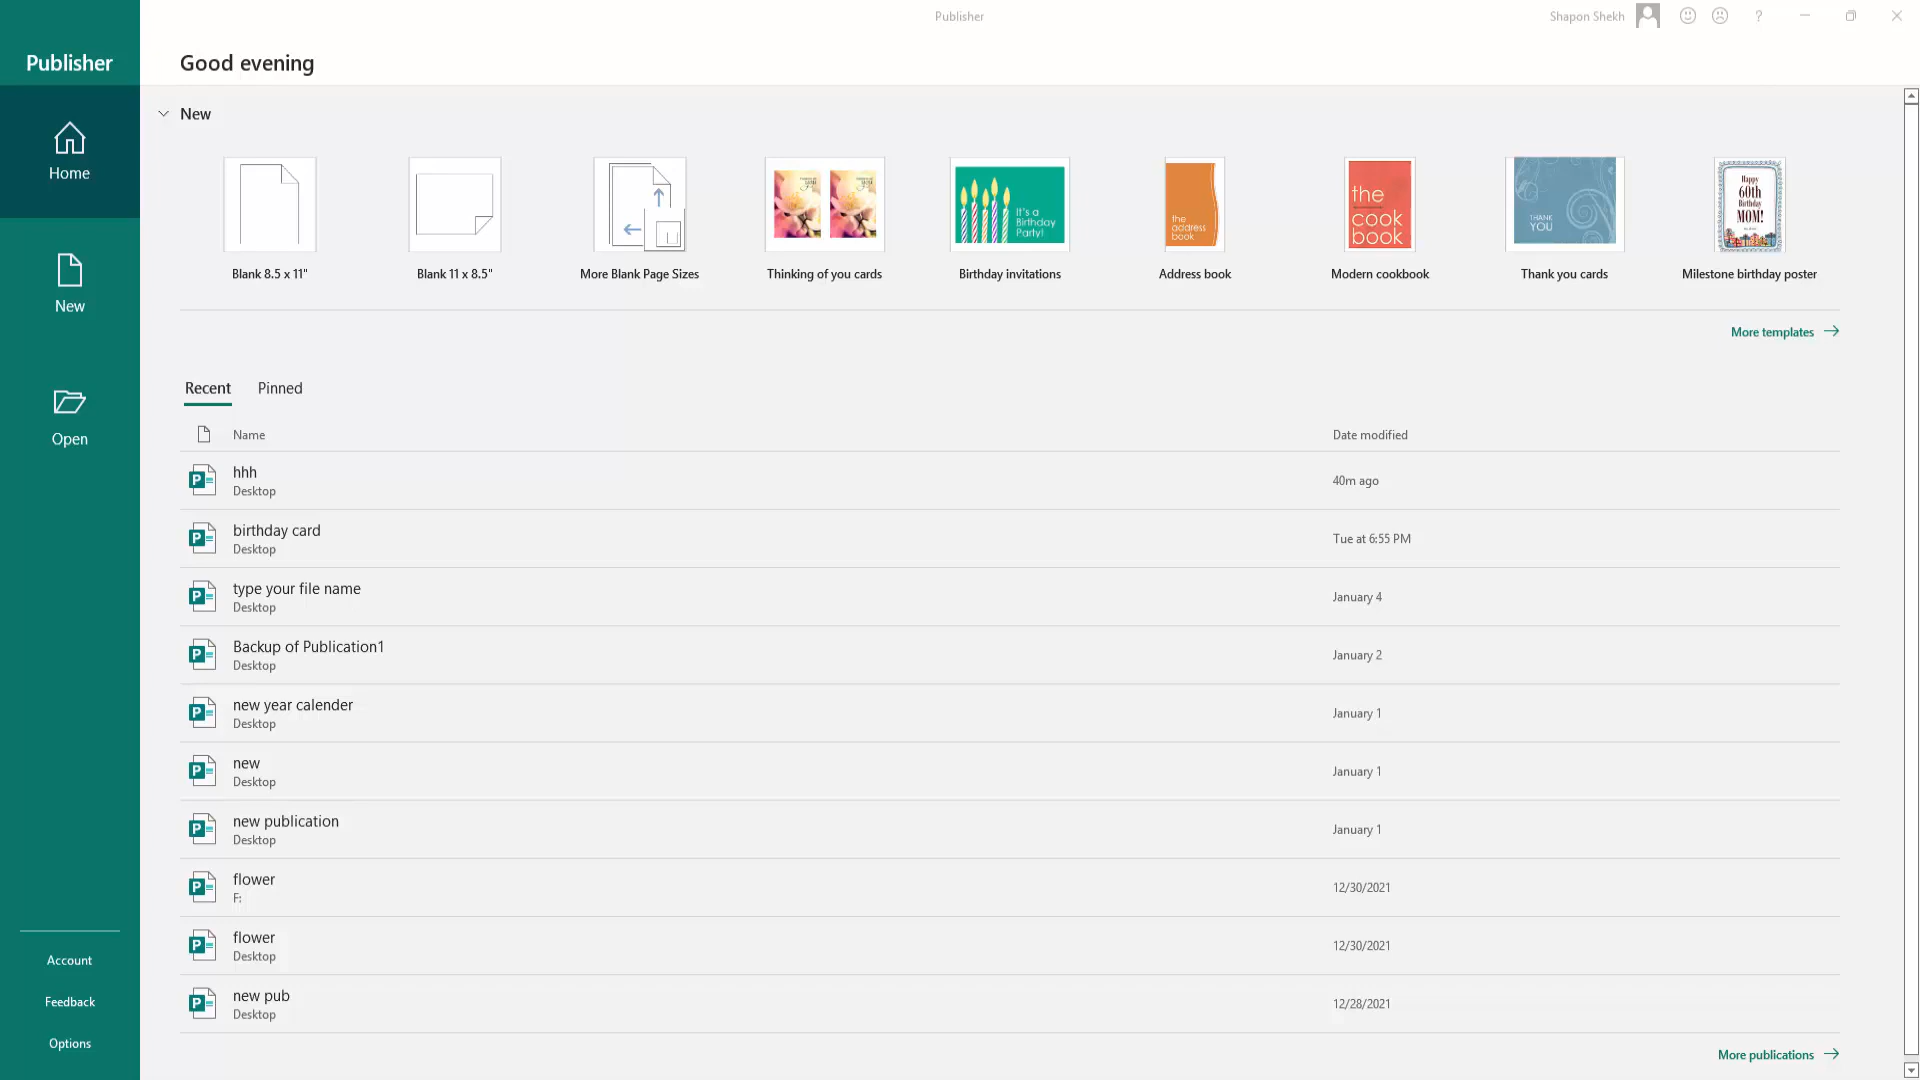 Publisher
Shapon Shekh
?
Publisher
Good evening
Home
New
Open
Account
Feedback
Options
New
It's a
Birthday
Party!
the
address
book
the
cook
book
THANK
YOU
Happy
60th
Birthday
MOM!
Blank 8.5 x 11"
Blank 11 x 8.5"
More Blank Page Sizes
Thinking of you cards
Birthday invitations
Address book
Modern cookbook
Thank you cards
Milestone birthday poster
More templates
Recent Pinned
Name Date modified
hhh
Desktop
40m ago
birthday card
Desktop
Tue at 6:55 PM
type your file name
Desktop
January 4
Backup of Publication1
Desktop
January 2
new year calender
Desktop
January 1
new
Desktop
January 1
new publication
Desktop
January 1
flower
F:
12/30/2021
flower
Desktop
12/30/2021
new pub
Desktop
12/28/2021
More publications